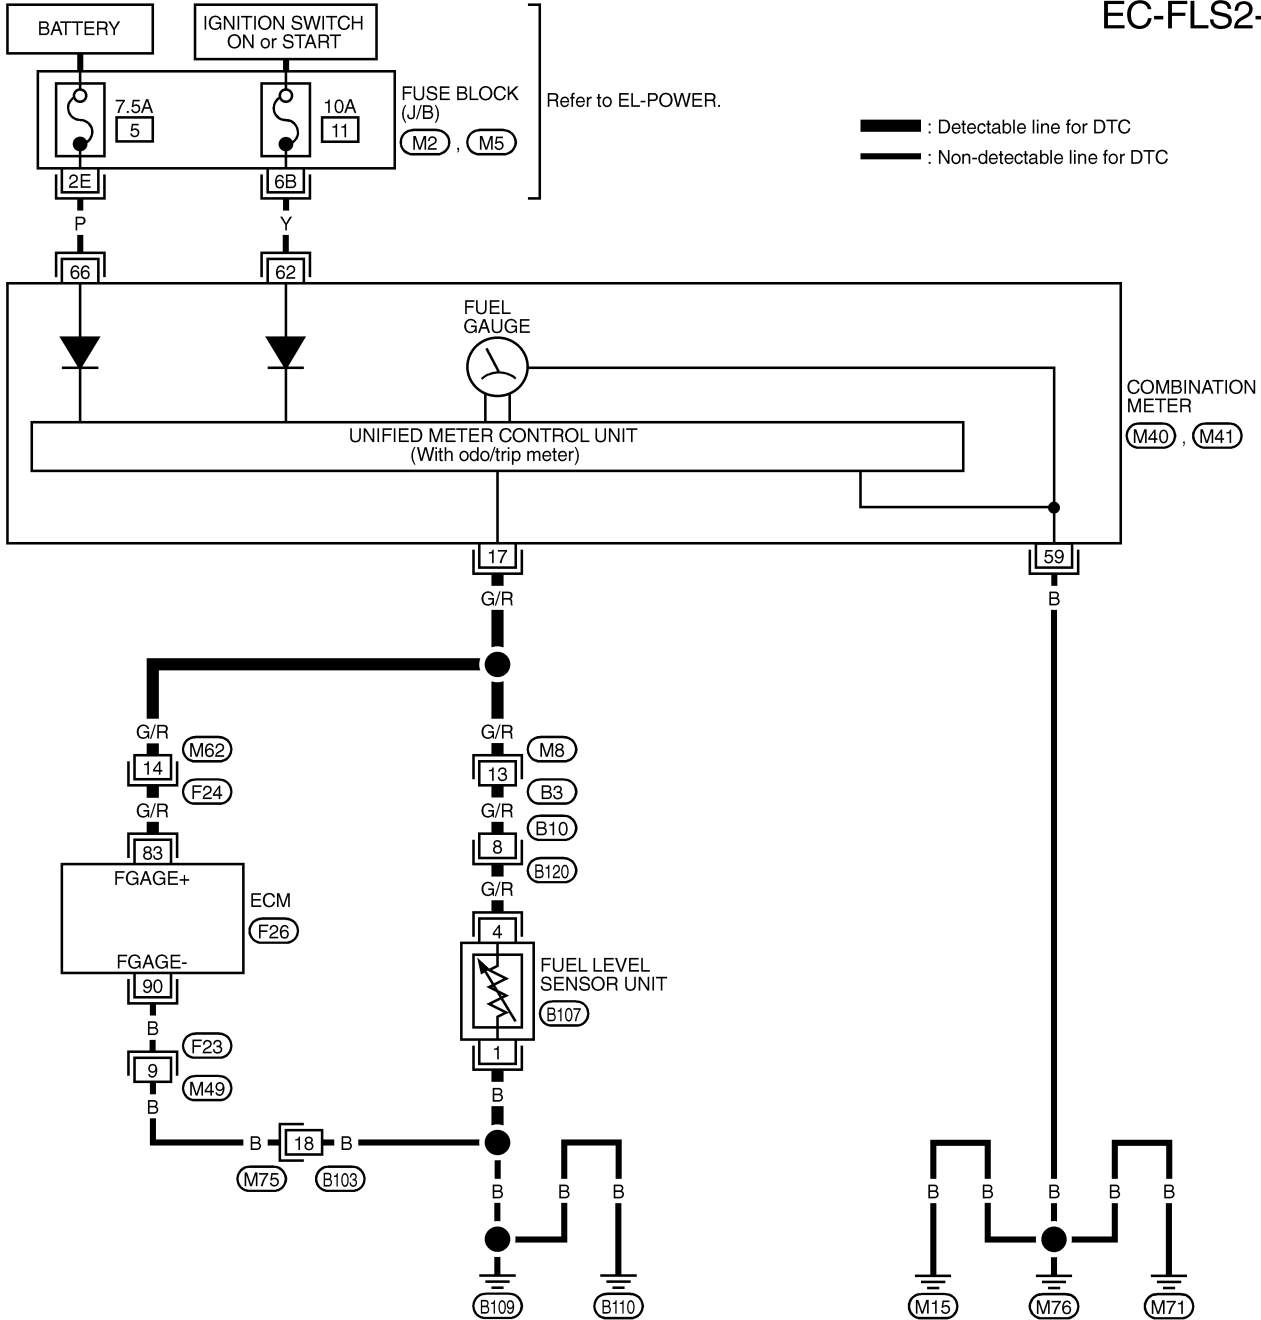 EC-FLS2-
BATTERY
IGNITION SWITCH
ON or START
7.5A
5
10A
11
FUSE BLOCK
(J/B)
M2 , M5
Refer to EL-POWER.
: Detectable line for DTC
: Non-detectable line for DTC
2E
6B
P
Y
66
62
FUEL
GAUGE
UNIFIED METER CONTROL UNIT
(With odo/trip meter)
COMBINATION
METER
M40 , M41
17
59
G/R
B
G/R
G/R
M62
M8
14
13
F24
B3
G/R
G/R
B10
83
8
B120
FGAGE+
G/R
ECM
F26
4
FGAGE-
FUEL LEVEL
SENSOR UNIT
B107
90
B
F23
9
1
M49
B
B
B
18
B
M75
B103
B
B
B
B
B
B
B
B
B109
B110
M15
M76
M71